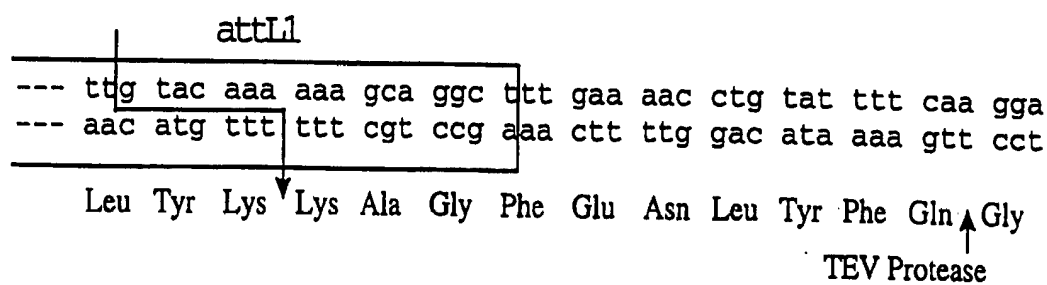 attL1
--- ttg tac aaa aaa gca ggc ttt gaa aac ctg tat ttt caa gga
--- aac atg ttt ttt cgt ccg aaa ctt ttg gac ata aaa gtt cct
Leu Tyr Lys Lys Ala Gly Phe Glu Asn Leu Tyr Phe Gln Gly
TEV Protease